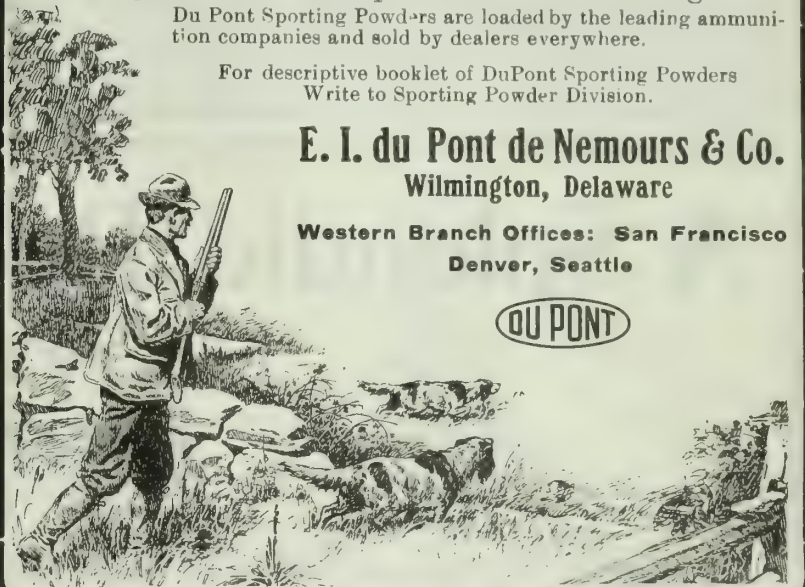 Du Pont Sporting Powders are loaded by the leading ammuni-
tion companies and sold by dealers everywhere.
For descriptive booklet of DuPont Sporting Powders
Write to Sporting Powder Division.
E. I. du Pont de Nemours & Co.
Wilmington, Delaware
Western Branch Offices: San Francisco
Denver, Seattle
DU PONT